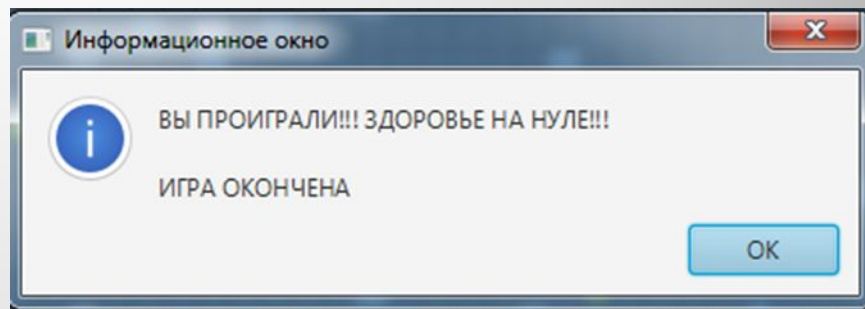 Информационное окно
ВЫ ПРОИГРАЛИ!!! ЗДОРОВЬЕ НА НУЛЕ!!!
ИГРА ОКОНЧЕНА
OK